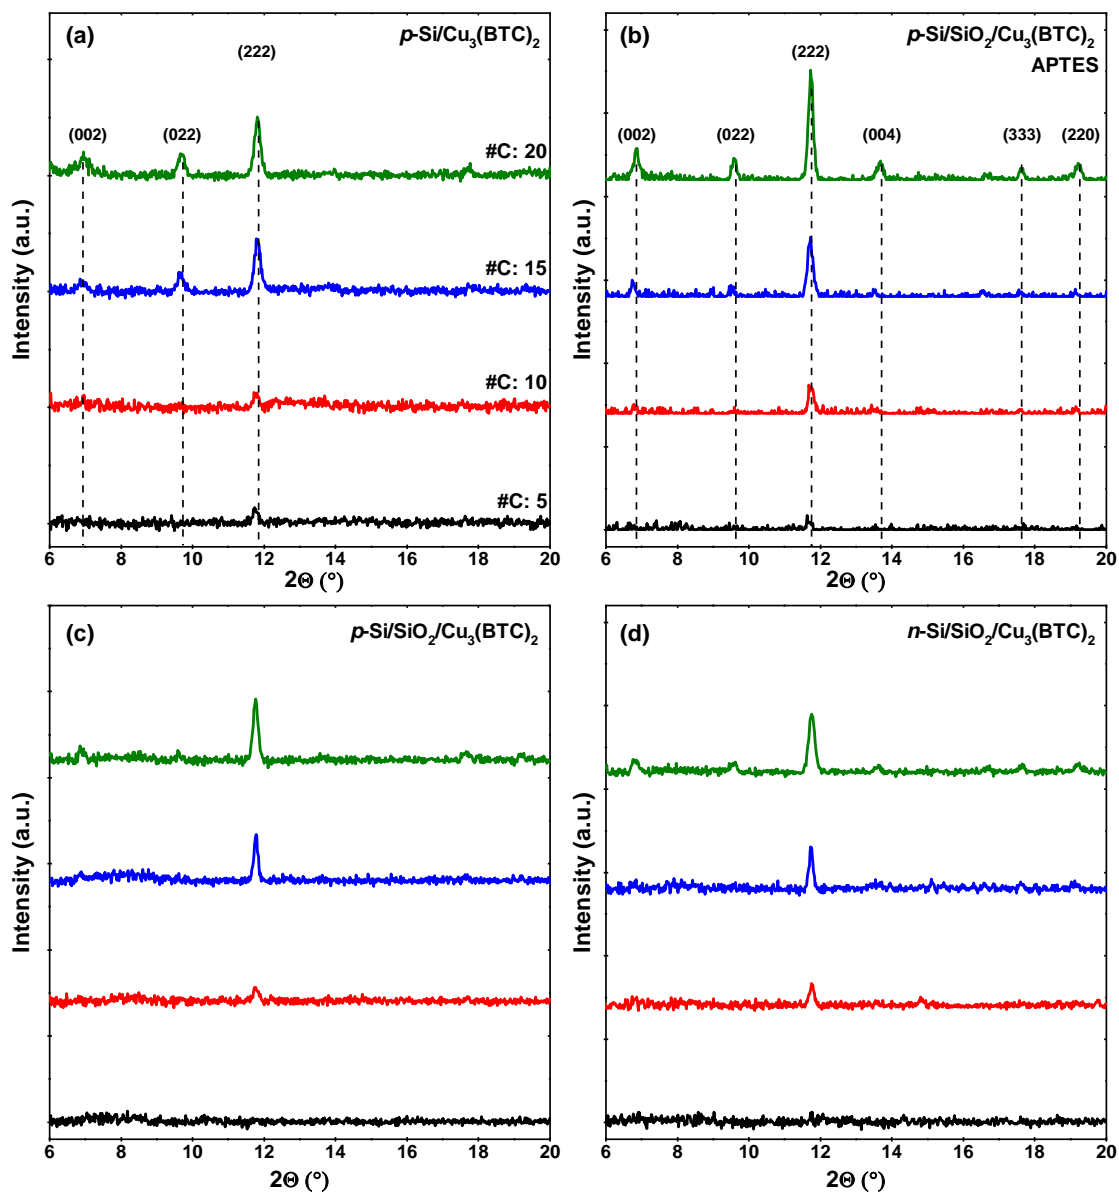 (a)
p-Si/Cu₃(BTC)₂
(222)
(002)
(022)
#C: 20
#C: 15
#C: 10
#C: 5
Intensity (a.u.)
6 8 10 12 14 16 18 20
2Θ (°)
(b)
p-Si/SiO₂/Cu₃(BTC)₂
APTES
(222)
(002)
(022)
(004)
(333)
(220)
Intensity (a.u.)
6 8 10 12 14 16 18 20
2Θ (°)
(c)
p-Si/SiO₂/Cu₃(BTC)₂
Intensity (a.u.)
6 8 10 12 14 16 18 20
2Θ (°)
(d)
n-Si/SiO₂/Cu₃(BTC)₂
Intensity (a.u.)
6 8 10 12 14 16 18 20
2Θ (°)